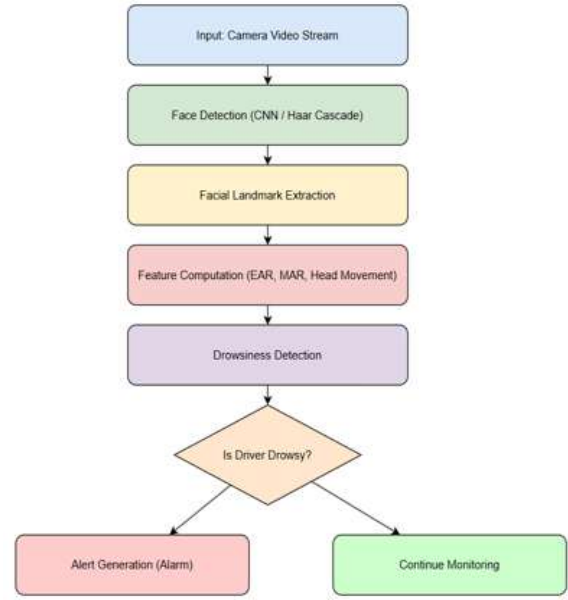 Input: Camera Video Stream
Face Detection (CNN / Haar Cascade)
Facial Landmark Extraction
Feature Computation (EAR, MAR, Head Movement)
Drowsiness Detection
Is Driver Drowsy?
Alert Generation (Alarm)
Continue Monitoring